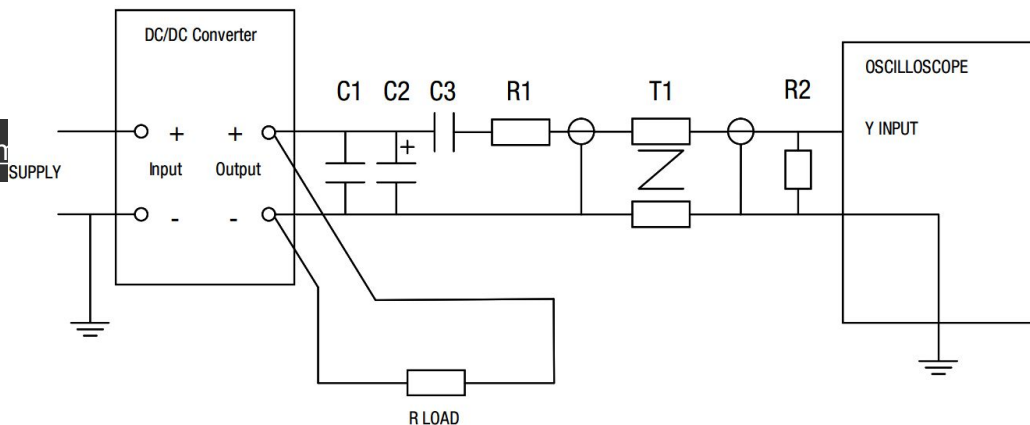 DC/DC Converter
OSCILLOSCOPE
C1 C2 C3 R1 T1 R2
+ + + Y INPUT
SUPPLY Input Output
- -
R LOAD